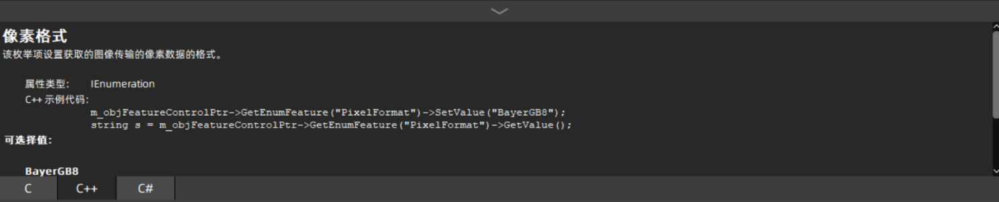 像素格式
该枚举项设置获取的图像传输的像素数据的格式。
属性类型: IEnumeration
C++ 示例代码:
m_objFeatureControlPtr->GetEnumFeature("PixelFormat")->SetValue("BayerGB8");
string s = m_objFeatureControlPtr->GetEnumFeature("PixelFormat")->GetValue();
可选择值:
BayerGB8
C C++ C#